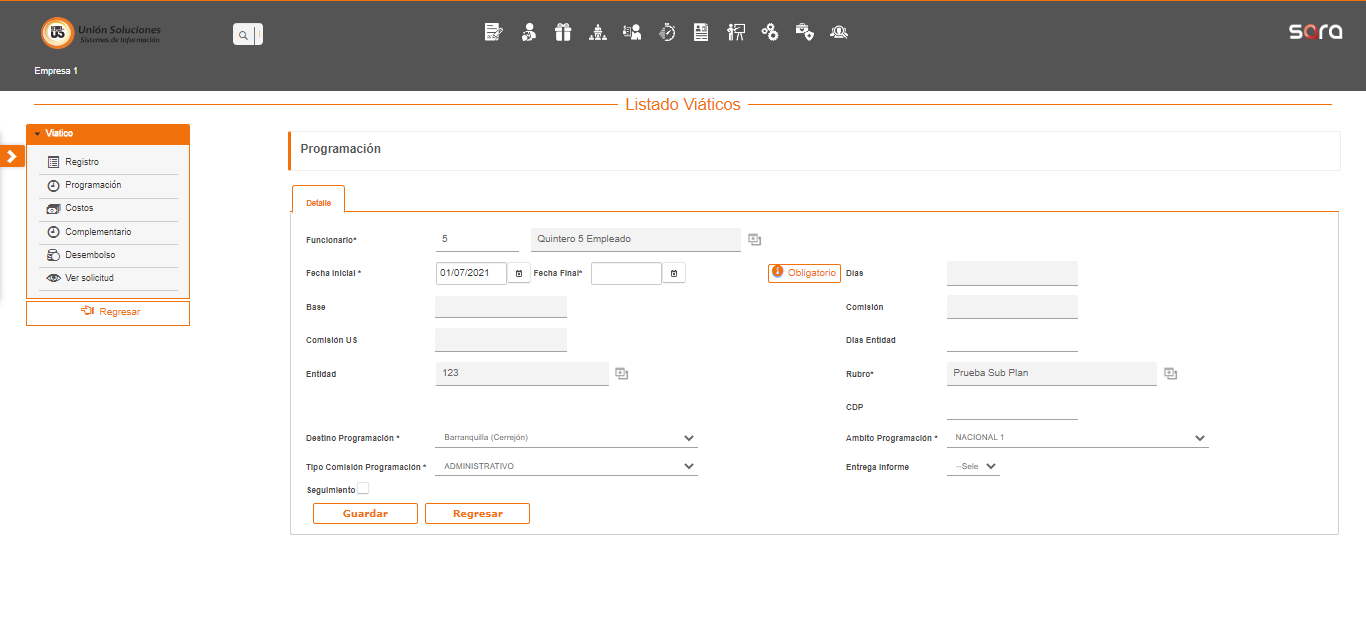 US
Unión Soluciones
Sistemas de Información
sora
Empresa 1
Listado Viáticos
Viatico
Registro
Programación
Costos
Complementario
Desembolso
Ver solicitud
Regresar
Programación
Detalle
Funcionario* 5 Quintero 5 Empleado
Fecha Inicial * 01/07/2021 Fecha Final* Obligatorio Dias
Base Comisión
Comisión US Dias Entidad
Entidad 123 Rubro* Prueba Sub Plan
CDP
Destino Programación * Barranquilla (Cerrejón) Ambito Programación * NACIONAL 1
Tipo Comisión Programación * ADMINISTRATIVO Entrega Informe --Sele
Seguimiento
Guardar Regresar